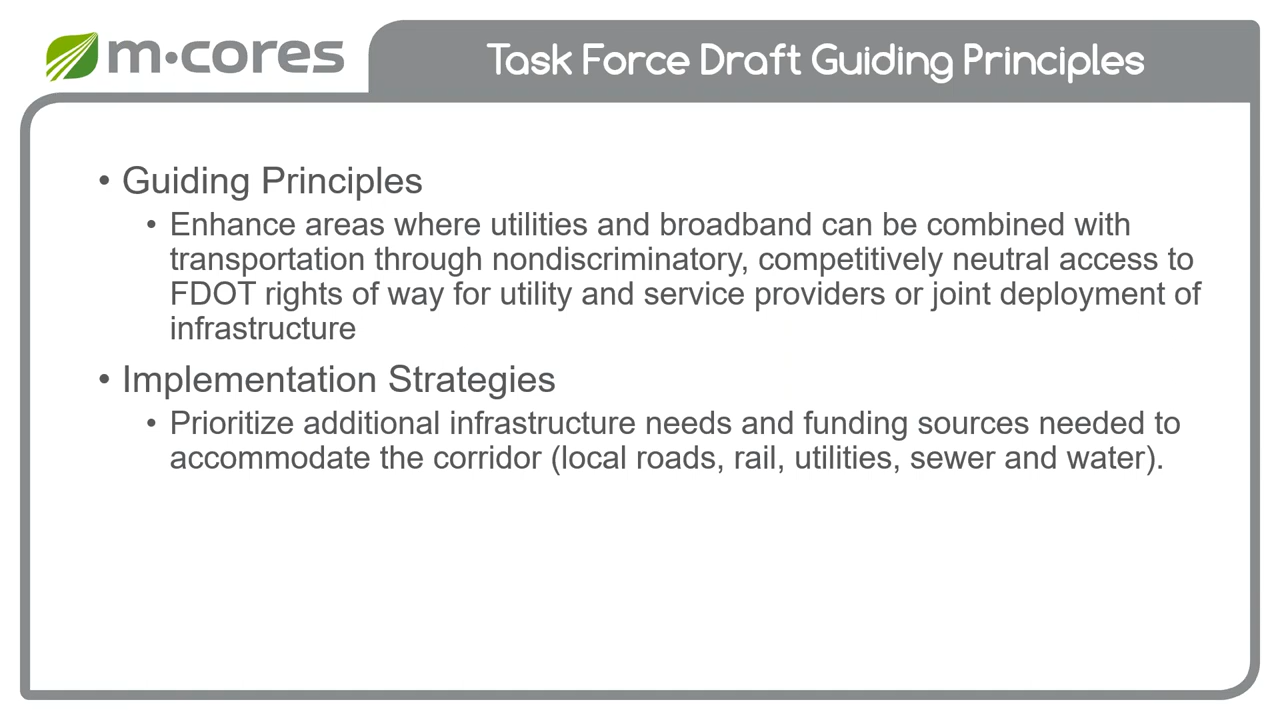 m·cores
Task Force Draft Guiding Principles
• Guiding Principles
• Enhance areas where utilities and broadband can be combined with
transportation through nondiscriminatory, competitively neutral access to
FDOT rights of way for utility and service providers or joint deployment of
infrastructure
• Implementation Strategies
• Prioritize additional infrastructure needs and funding sources needed to
accommodate the corridor (local roads, rail, utilities, sewer and water).